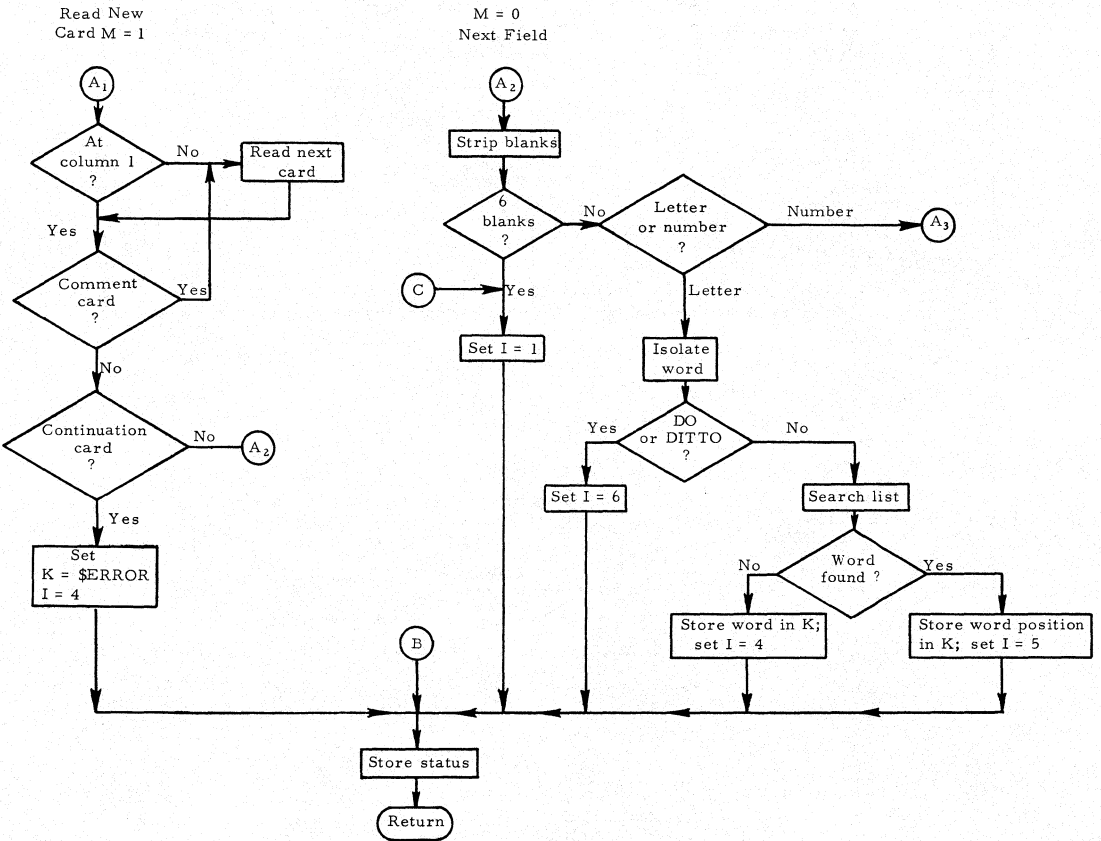 Read New
Card M = 1
A1
At
column 1
?
No
Read next
card
Yes
Comment
card
?
Yes
No
Continuation
card
?
No
A2
Yes
Set
K = $ERROR
I = 4
M = 0
Next Field
A2
Strip blanks
6
blanks
?
No
Letter
or number
?
Number
A3
C
Yes
Set I = 1
Letter
Isolate
word
DO
or DITTO
?
Yes
No
Set I = 6
Search list
Word
found ?
No
Yes
Store word in K;
set I = 4
Store word position
in K; set I = 5
B
Store status
Return